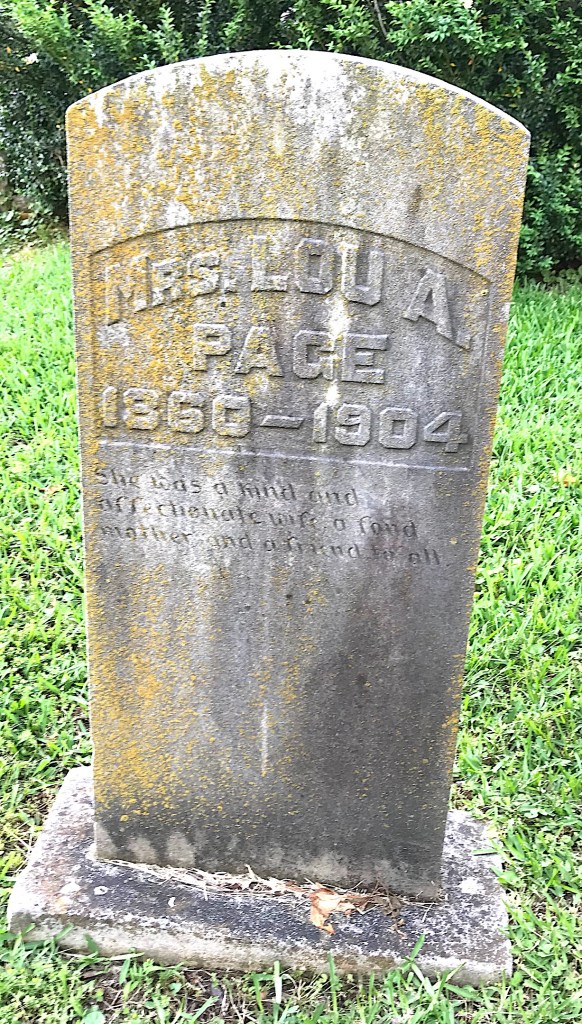 MRS. LOU A.
PAGE
1860-1904
She was a kind and
affectionate wife, a fond
mother and a friend to all